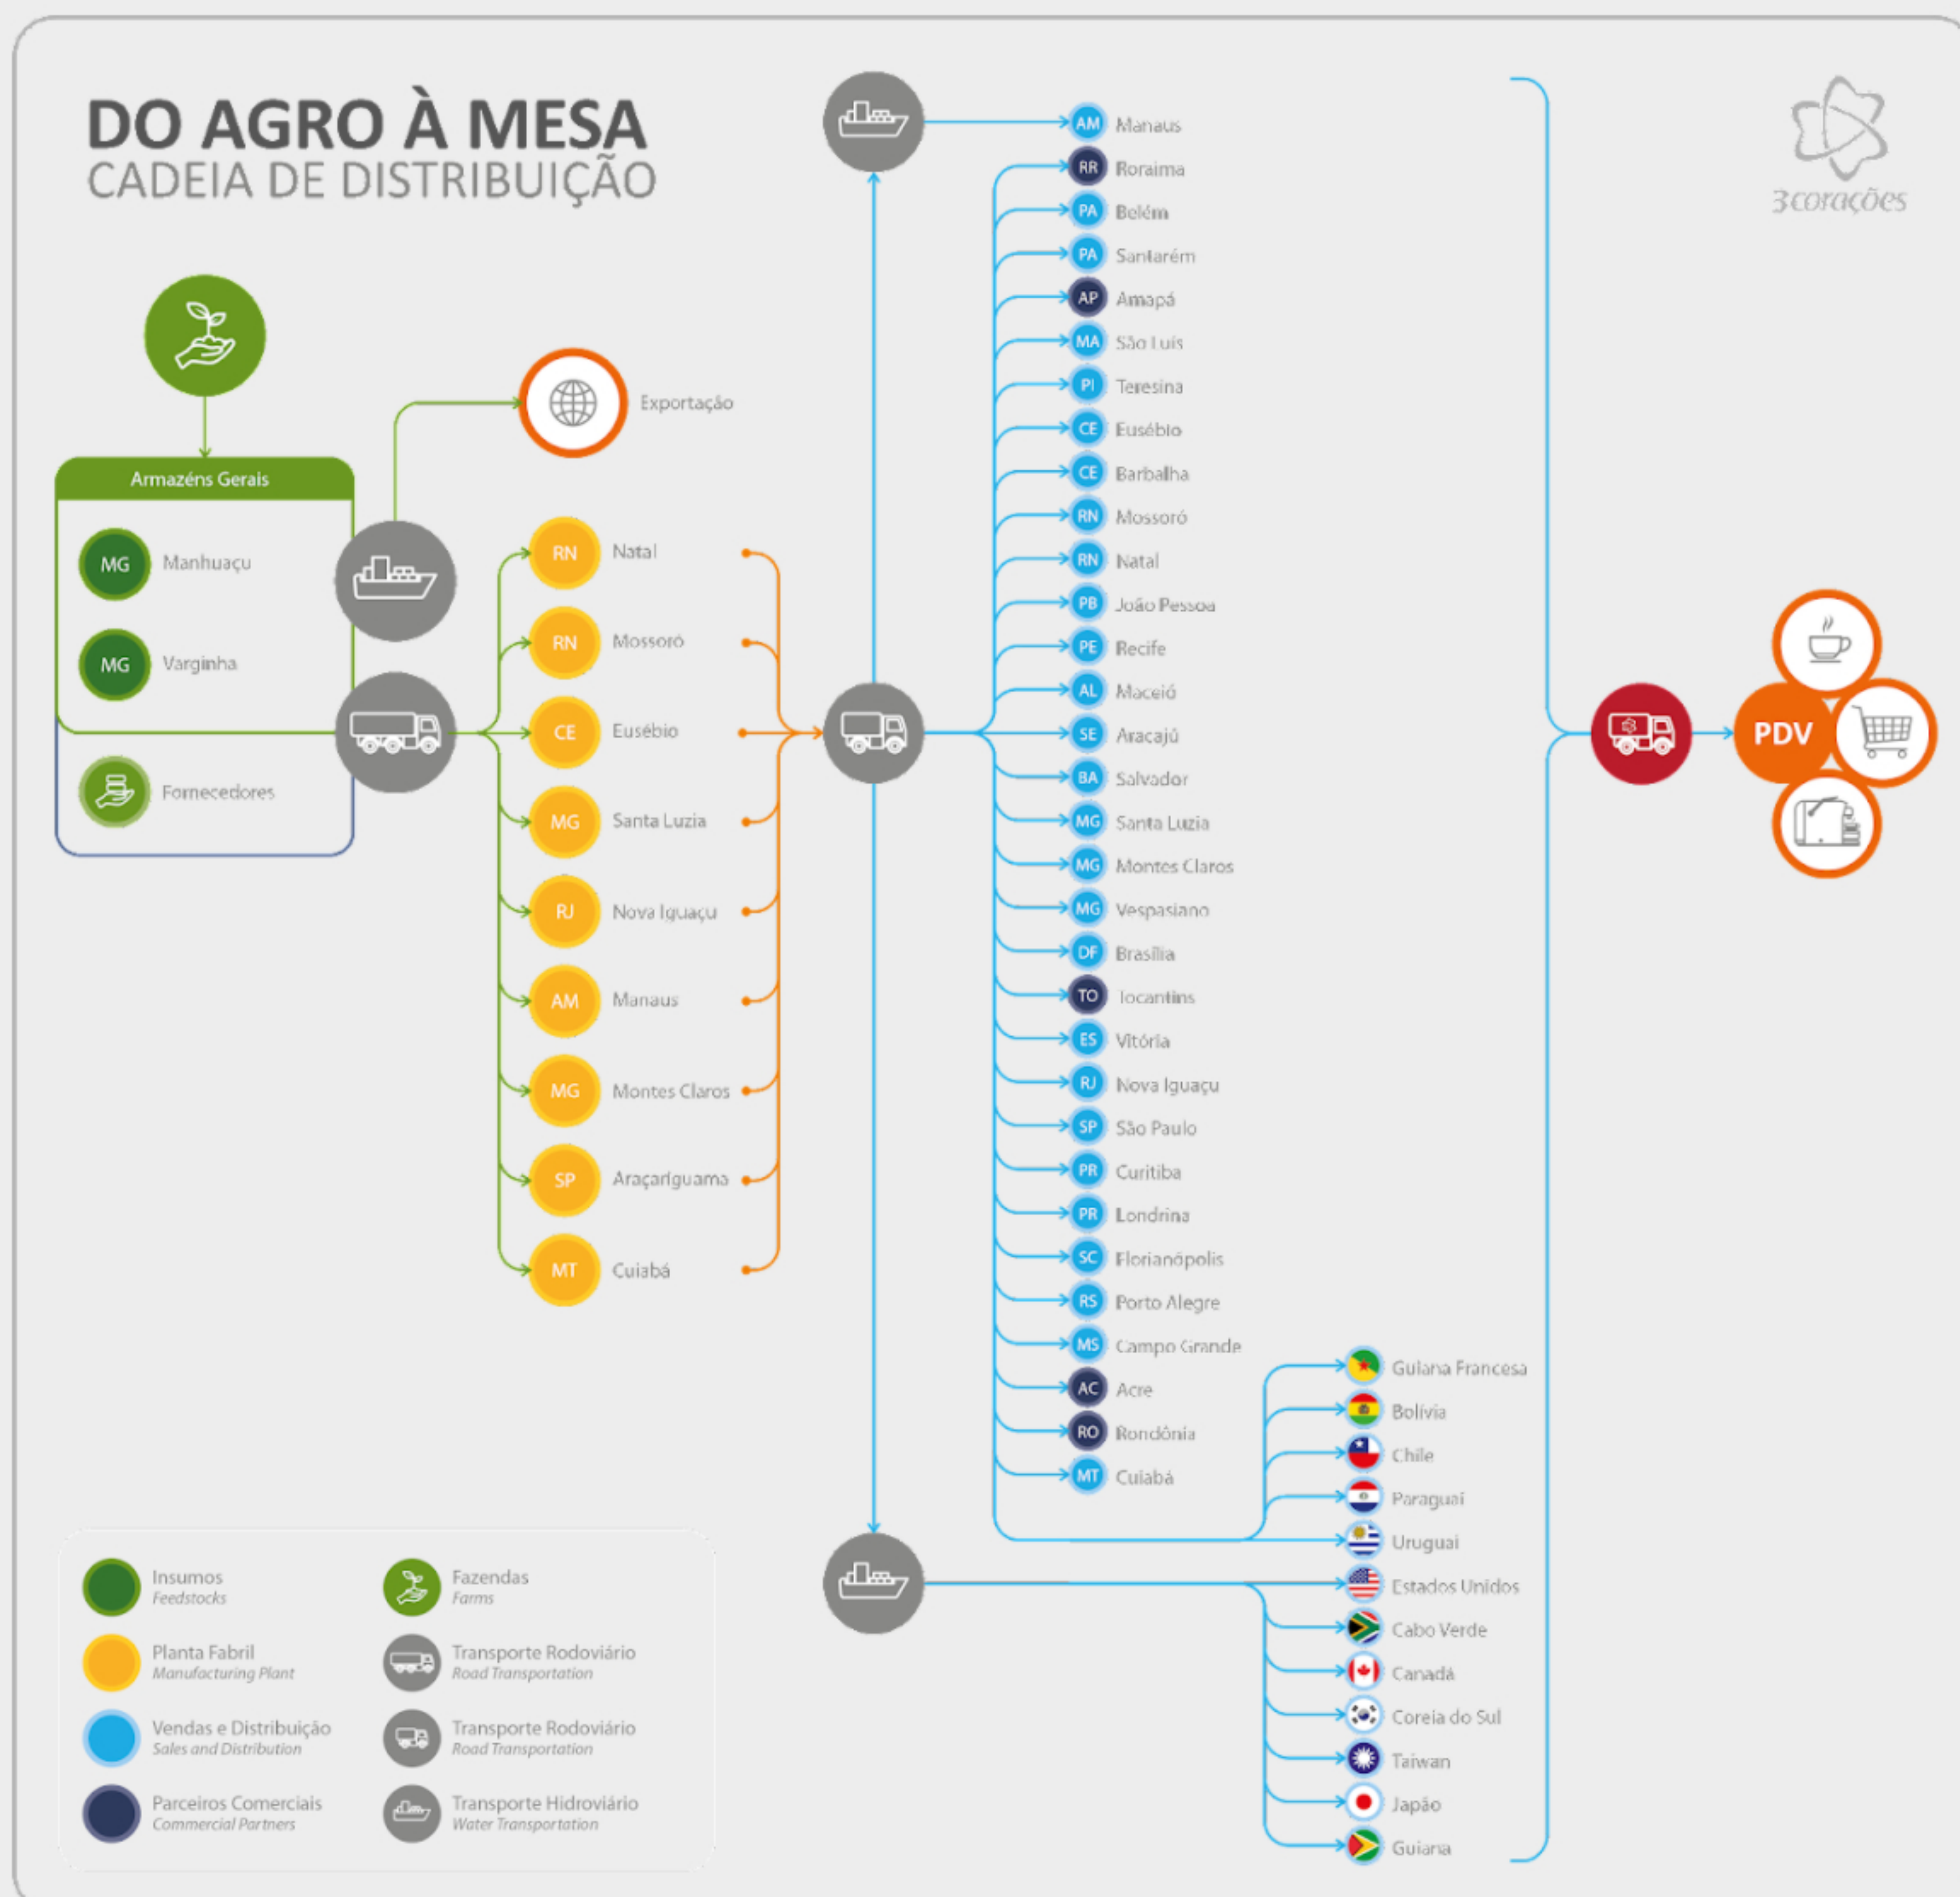 DO AGRO À MESA
CADEIA DE DISTRIBUIÇÃO
3corações
Armazéns Gerais
MG Manhuaçu
MG Varginha
Fornecedores
Exportação
RN Natal
RN Mossoró
CE Eusébio
MG Santa Luzia
RJ Nova Iguaçu
AM Manaus
MG Montes Claros
SP Araçariguama
MT Cuiabá
AM Manaus
RR Roraima
PA Belém
PA Santarém
AP Amapá
MA São Luís
PI Teresina
CE Eusébio
CE Barbalha
RN Mossoró
RN Natal
PB João Pessoa
PE Recife
AL Maceió
SE Aracajú
BA Salvador
MG Santa Luzia
MG Montes Claros
MG Vespasiano
DF Brasília
TO Tocantins
ES Vitória
RJ Nova Iguaçu
SP São Paulo
PR Curitiba
PR Londrina
SC Florianópolis
RS Porto Alegre
MS Campo Grande
AC Acre
RO Rondônia
MT Cuiabá
Guiana Francesa
Bolívia
Chile
Paraguai
Uruguai
Estados Unidos
Cabo Verde
Canadá
Coreia do Sul
Taiwan
Japão
Guiana
PDV
Insumos
Feedstocks
Planta Fabril
Manufacturing Plant
Vendas e Distribuição
Sales and Distribution
Parceiros Comerciais
Commercial Partners
Fazendas
Farms
Transporte Rodoviário
Road Transportation
Transporte Rodoviário
Road Transportation
Transporte Hidroviário
Water Transportation